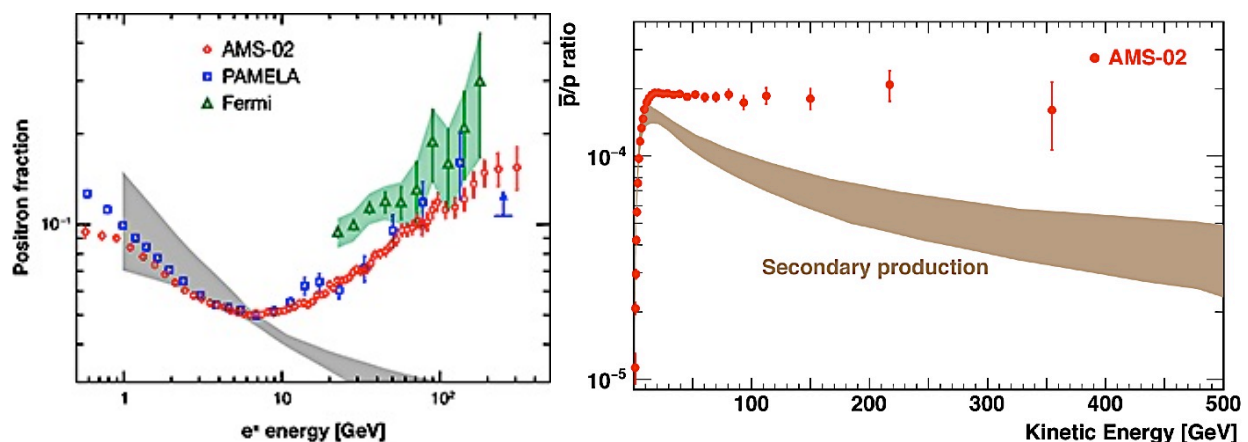 AMS-02
PAMELA
Fermi
Positron fraction
10⁻¹
1
10
10²
e± energy [GeV]
p̅/p ratio
10⁻⁴
10⁻⁵
AMS-02
Secondary production
100
200
300
400
500
Kinetic Energy [GeV]